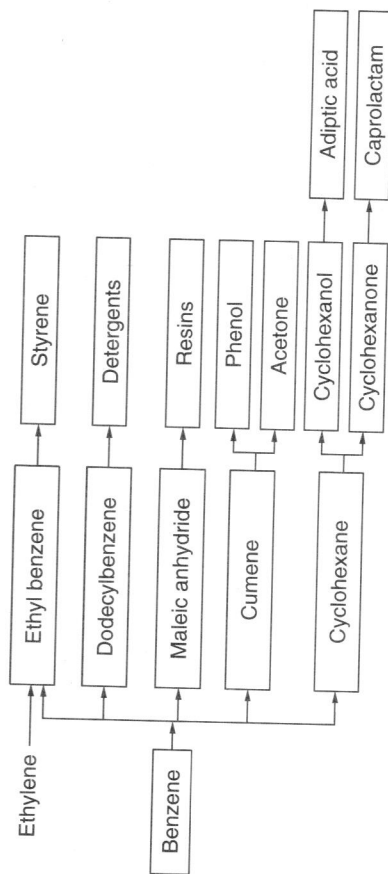 Ethylene
Benzene
Ethyl benzene
Dodecylbenzene
Maleic anhydride
Cumene
Cyclohexane
Styrene
Detergents
Resins
Phenol
Acetone
Cyclohexanol
Cyclohexanone
Adiptic acid
Caprolactam